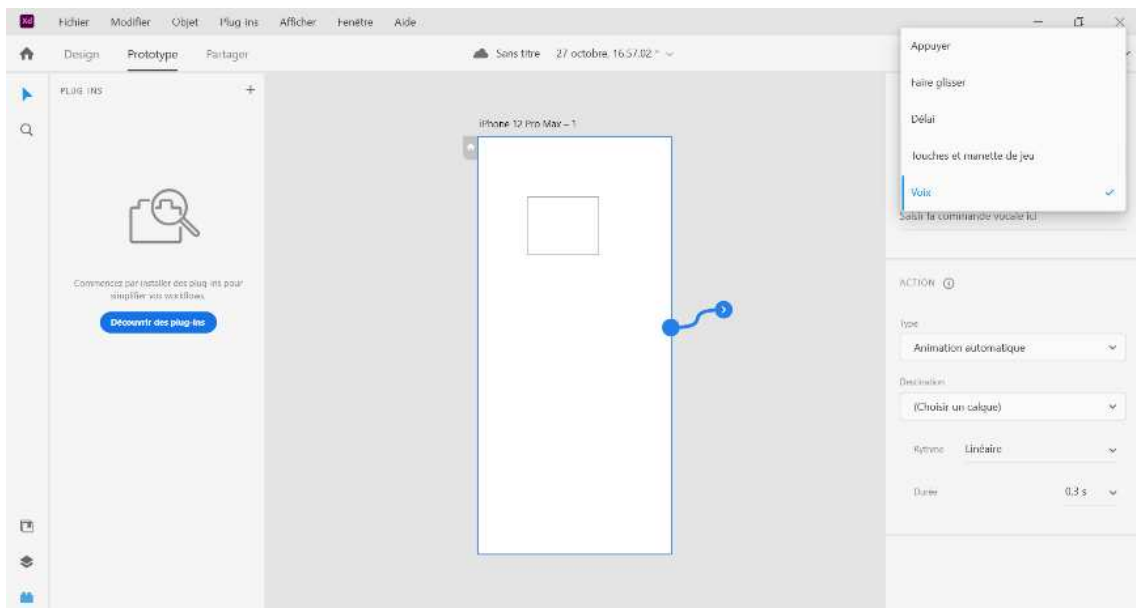 Xd Fichier Modifier Objet Plug-ins Afficher Fenêtre Aide
Design Prototype Partager
Sans titre 27 octobre, 16.57.02 *
PLUG-INS
Commencez par installer des plug-ins pour
simplifier vos workflows.
Découvrir des plug-ins
iPhone 12 Pro Max – 1
Appuyer
Faire glisser
Délai
Touches et manette de jeu
Voix
Saisir la commande vocale ici
ACTION
Type
Animation automatique
Destination
(Choisir un calque)
Rythme Linéaire
Durée 0,3 s